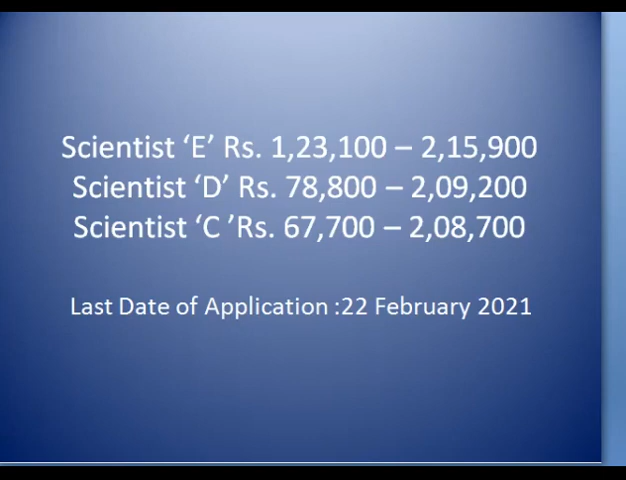 Scientist ‘E’ Rs. 1,23,100 – 2,15,900
Scientist ‘D’ Rs. 78,800 – 2,09,200
Scientist ‘C ’Rs. 67,700 – 2,08,700
Last Date of Application :22 February 2021